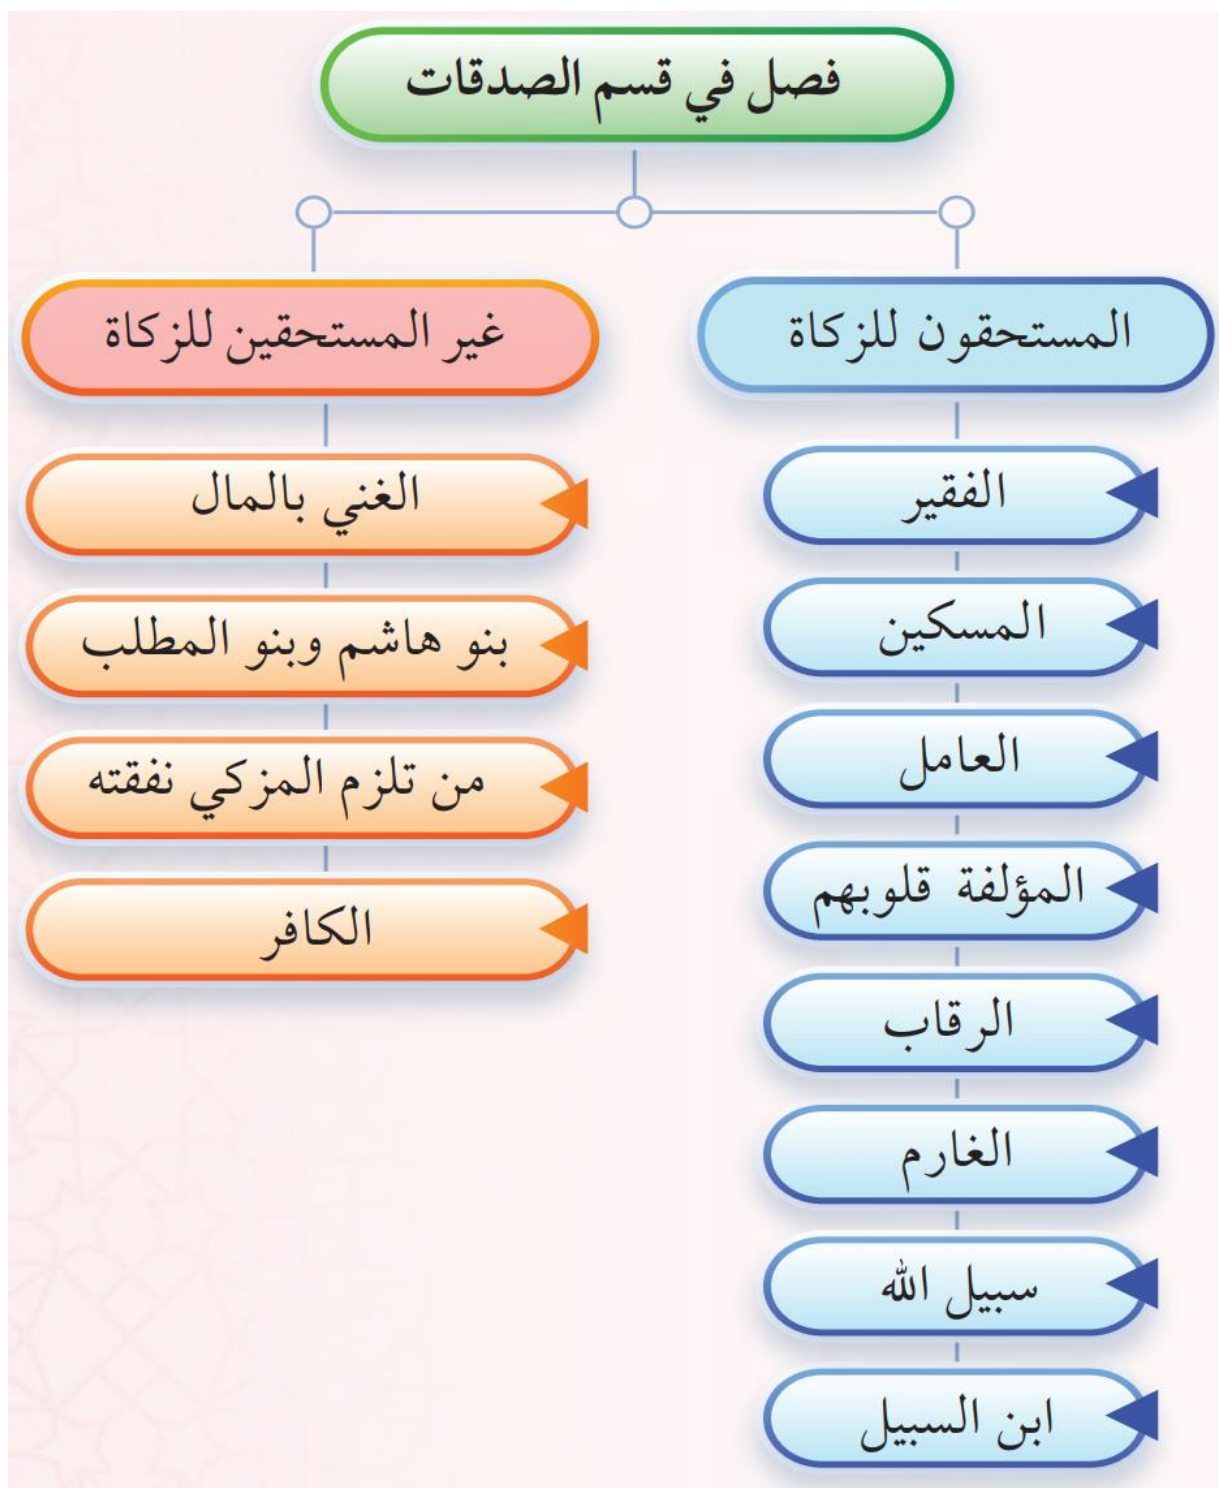 فصل في قسم الصدقات
المستحقون للزكاة
الفقير
المسكين
العامل
المؤلفة قلوبهم
الرقاب
الغارم
سبيل الله
ابن السبيل
غير المستحقين للزكاة
الغني بالمال
بنو هاشم وبنو المطلب
من تلزم المزكي نفقته
الكافر